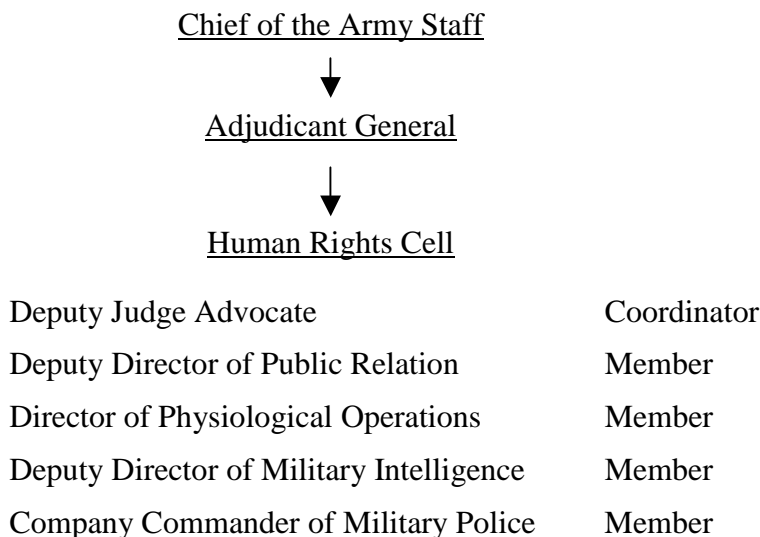 Chief of the Army Staff
Adjudicant General
Human Rights Cell
Deputy Judge Advocate Coordinator
Deputy Director of Public Relation Member
Director of Physiological Operations Member
Deputy Director of Military Intelligence Member
Company Commander of Military Police Member